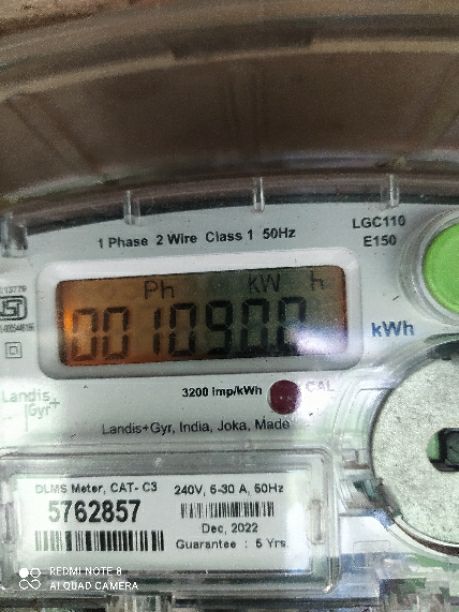 1 Phase 2 Wire Class 1 50Hz
LGC110
E150
Ph KW h
0010900
kWh
3200 imp/kWh
CAL
Landis
Gyr+
Landis+Gyr, India, Joka, Made
DLMS Meter, CAT- C3
5762857
240V, 5-30 A, 50Hz
Dec, 2022
Guarantee : 5 Yrs.
REDMI NOTE 8
AI QUAD CAMERA